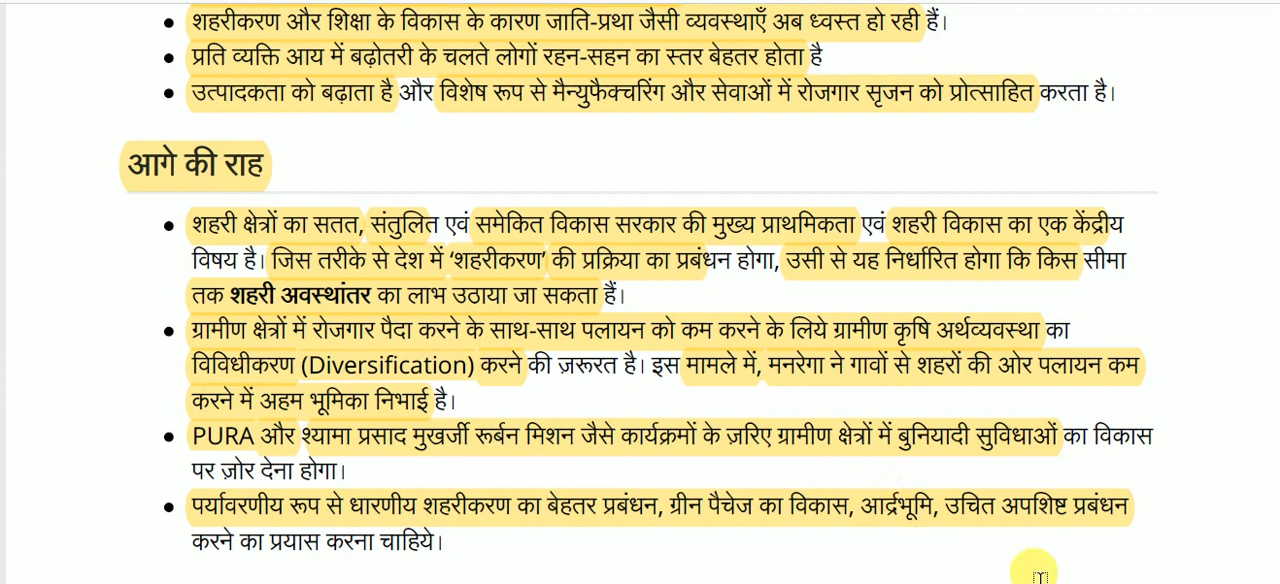 शहरीकरण और शिक्षा के विकास के कारण जाति-प्रथा जैसी व्यवस्थाएँ अब ध्वस्त हो रही हैं।
प्रति व्यक्ति आय में बढ़ोतरी के चलते लोगों रहन-सहन का स्तर बेहतर होता है
उत्पादकता को बढ़ाता है और विशेष रूप से मैन्युफैक्चरिंग और सेवाओं में रोजगार सृजन को प्रोत्साहित करता है।
आगे की राह
शहरी क्षेत्रों का सतत, संतुलित एवं समेकित विकास सरकार की मुख्य प्राथमिकता एवं शहरी विकास का एक केंद्रीय
विषय है। जिस तरीके से देश में ‘शहरीकरण’ की प्रक्रिया का प्रबंधन होगा, उसी से यह निर्धारित होगा कि किस सीमा
तक शहरी अवस्थांतर का लाभ उठाया जा सकता हैं।
ग्रामीण क्षेत्रों में रोजगार पैदा करने के साथ-साथ पलायन को कम करने के लिये ग्रामीण कृषि अर्थव्यवस्था का
विविधीकरण (Diversification) करने की ज़रूरत है। इस मामले में, मनरेगा ने गावों से शहरों की ओर पलायन कम
करने में अहम भूमिका निभाई है।
PURA और श्यामा प्रसाद मुखर्जी रूर्बन मिशन जैसे कार्यक्रमों के ज़रिए ग्रामीण क्षेत्रों में बुनियादी सुविधाओं का विकास
पर ज़ोर देना होगा।
पर्यावरणीय रूप से धारणीय शहरीकरण का बेहतर प्रबंधन, ग्रीन पैचेज का विकास, आर्द्रभूमि, उचित अपशिष्ट प्रबंधन
करने का प्रयास करना चाहिये।